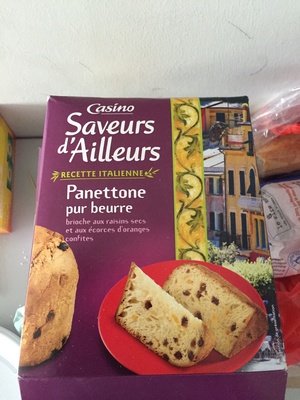 Casino
Saveurs
d'Ailleurs
RECETTE ITALIENNE
Panettone
pur beurre
brioche aux raisins secs
et aux écorces d'oranges
confites